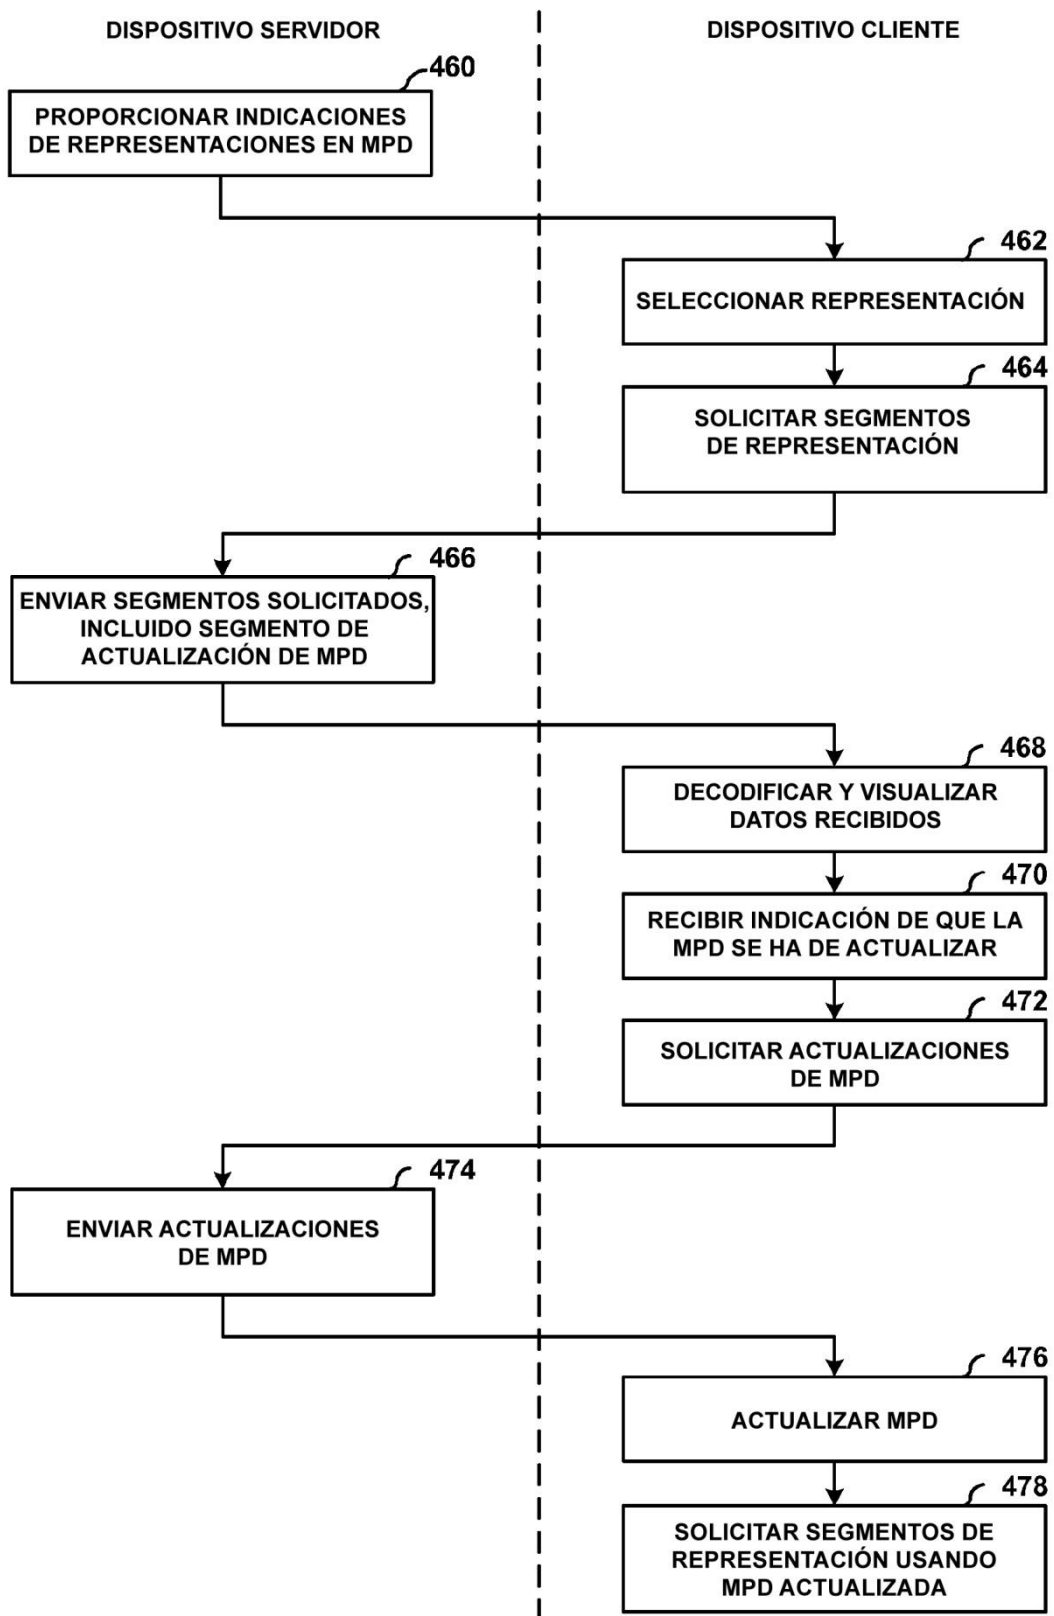 DISPOSITIVO SERVIDOR
DISPOSITIVO CLIENTE
460
PROPORCIONAR INDICACIONES
DE REPRESENTACIONES EN MPD
462
SELECCIONAR REPRESENTACIÓN
464
SOLICITAR SEGMENTOS
DE REPRESENTACIÓN
466
ENVIAR SEGMENTOS SOLICITADOS,
INCLUIDO SEGMENTO DE
ACTUALIZACIÓN DE MPD
468
DECODIFICAR Y VISUALIZAR
DATOS RECIBIDOS
470
RECIBIR INDICACIÓN DE QUE LA
MPD SE HA DE ACTUALIZAR
472
SOLICITAR ACTUALIZACIONES
DE MPD
474
ENVIAR ACTUALIZACIONES
DE MPD
476
ACTUALIZAR MPD
478
SOLICITAR SEGMENTOS DE
REPRESENTACIÓN USANDO
MPD ACTUALIZADA